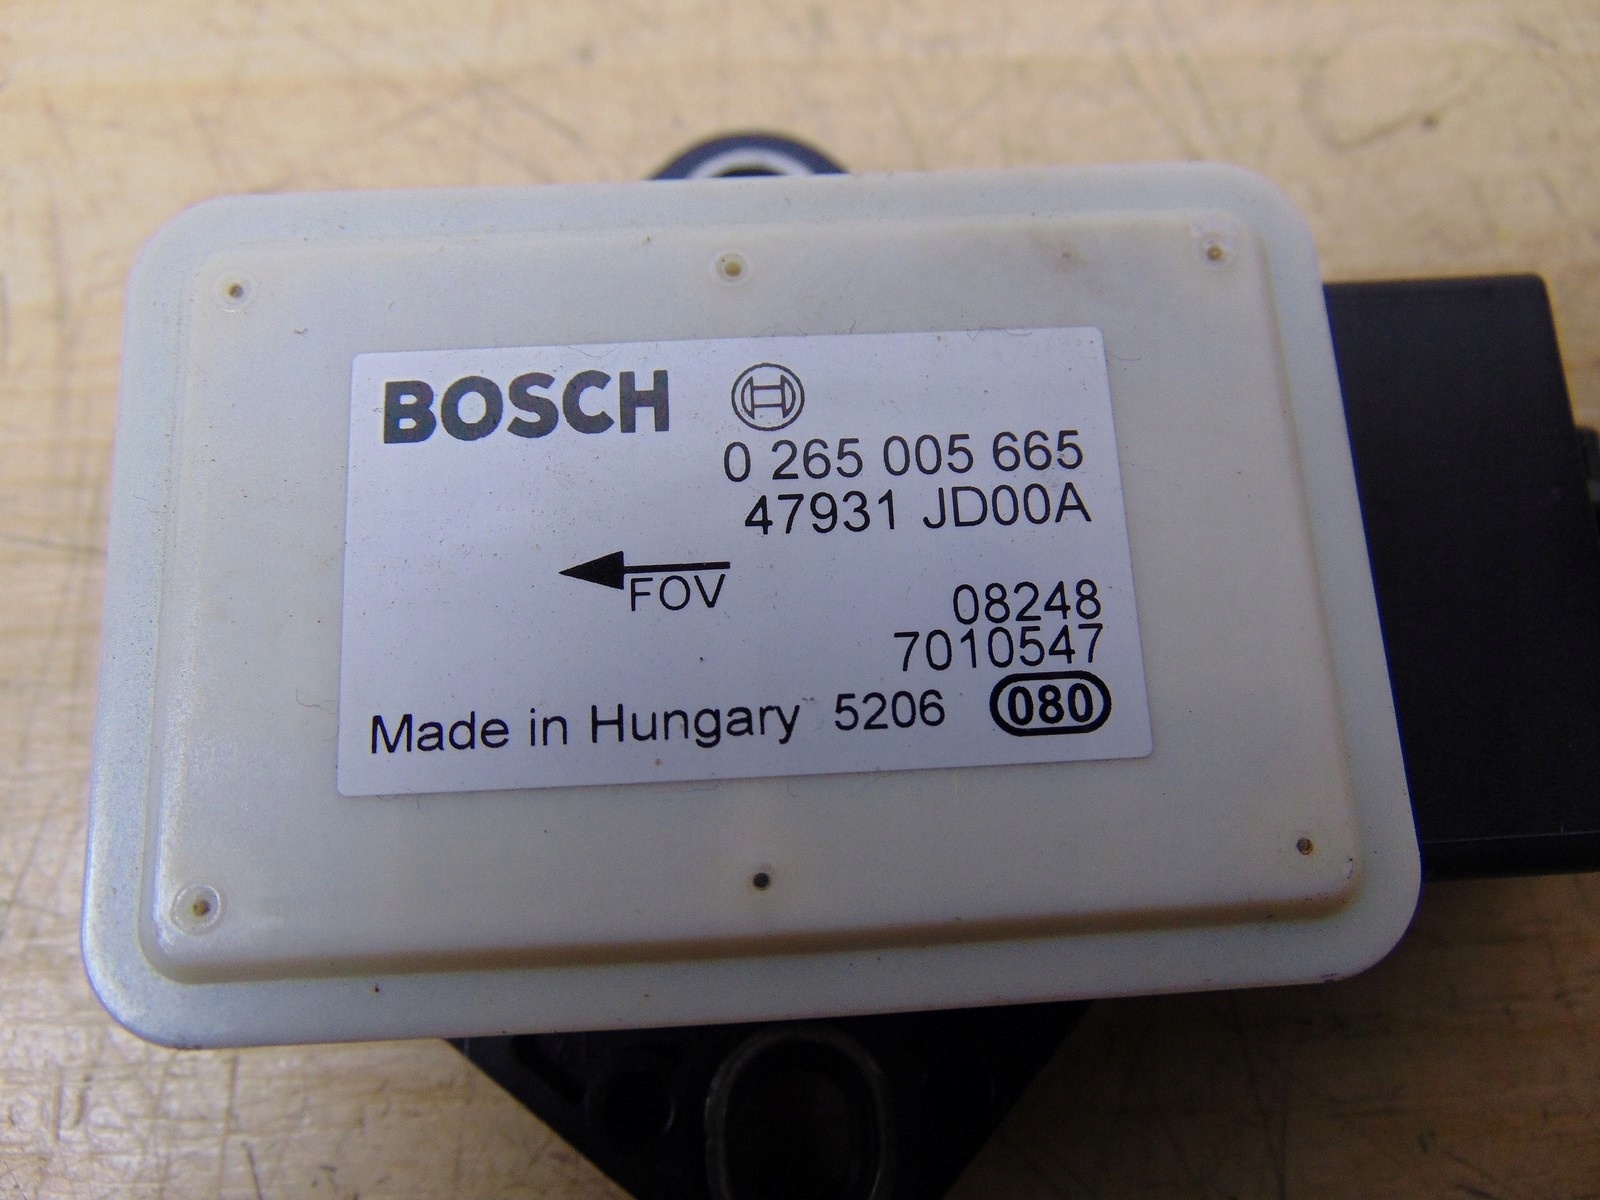 BOSCH
0 265 005 665
47931 JD00A
FOV
08248
7010547
Made in Hungary 5206 080